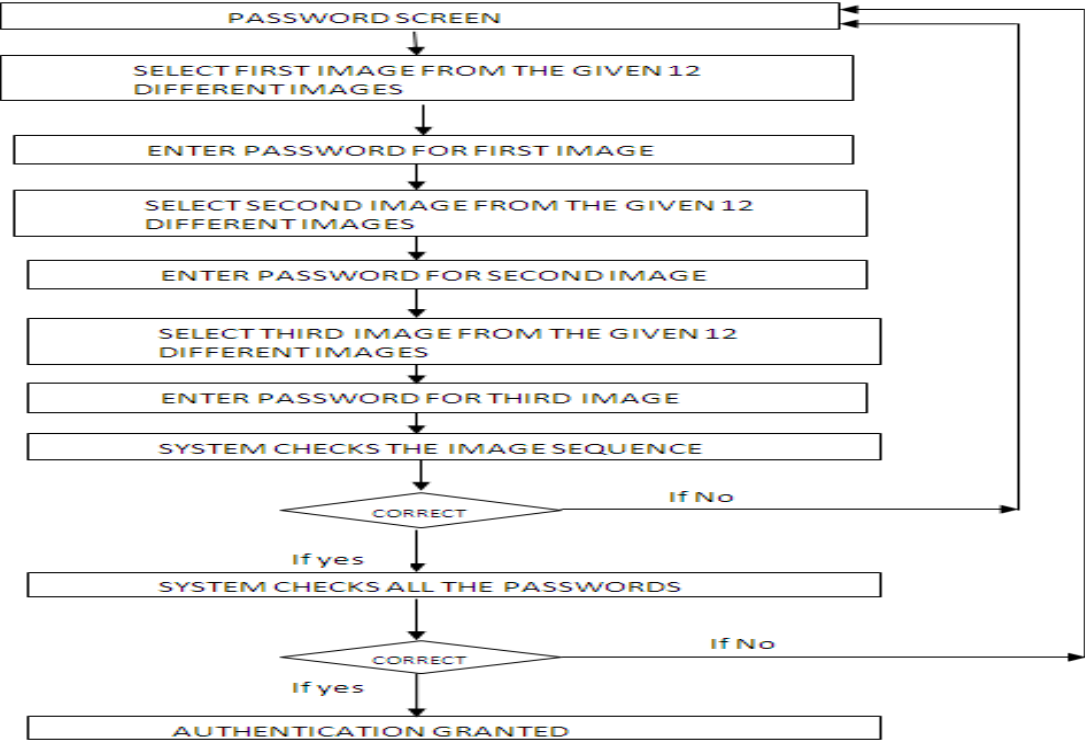 PASSWORD SCREEN
SELECT FIRST IMAGE FROM THE GIVEN 12
DIFFERENT IMAGES
ENTER PASSWORD FOR FIRST IMAGE
SELECT SECOND IMAGE FROM THE GIVEN 12
DIFFERENT IMAGES
ENTER PASSWORD FOR SECOND IMAGE
SELECT THIRD IMAGE FROM THE GIVEN 12
DIFFERENT IMAGES
ENTER PASSWORD FOR THIRD IMAGE
SYSTEM CHECKS THE IMAGE SEQUENCE
If No
CORRECT
If yes
SYSTEM CHECKS ALL THE PASSWORDS
If No
CORRECT
If yes
AUTHENTICATION GRANTED